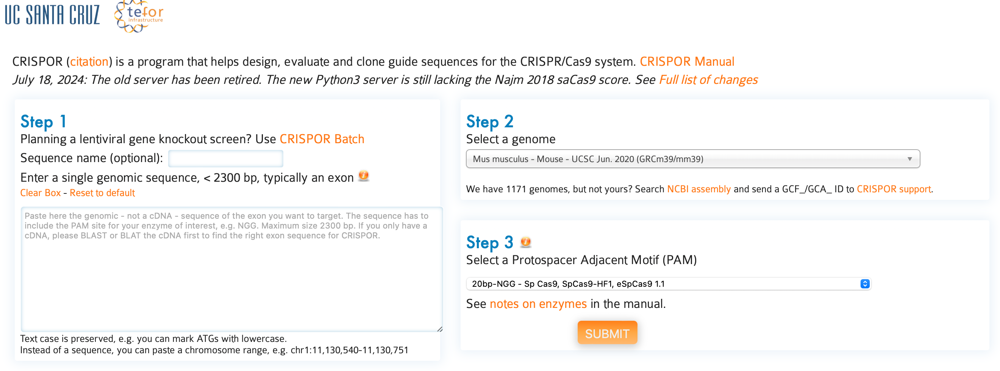 UC SANTA CRUZ
tefor
infrastructure
CRISPOR (citation) is a program that helps design, evaluate and clone guide sequences for the CRISPR/Cas9 system. CRISPOR Manual
July 18, 2024: The old server has been retired. The new Python3 server is still lacking the Najm 2018 saCas9 score. See Full list of changes
Step 1
Planning a lentiviral gene knockout screen? Use CRISPOR Batch
Sequence name (optional):
Enter a single genomic sequence, < 2300 bp, typically an exon
Clear Box - Reset to default
Paste here the genomic - not a cDNA - sequence of the exon you want to target. The sequence has to
include the PAM site for your enzyme of interest, e.g. NGG. Maximum size 2300 bp. If you only have a
cDNA, please BLAST or BLAT the cDNA first to find the right exon sequence for CRISPOR.
Text case is preserved, e.g. you can mark ATGs with lowercase.
Instead of a sequence, you can paste a chromosome range, e.g. chr1:11,130,540-11,130,751
Step 2
Select a genome
Mus musculus - Mouse - UCSC Jun. 2020 (GRCm39/mm39)
We have 1171 genomes, but not yours? Search NCBI assembly and send a GCF_/GCA_ ID to CRISPOR support.
Step 3
Select a Protospacer Adjacent Motif (PAM)
20bp-NGG - Sp Cas9, SpCas9-HF1, eSpCas9 1.1
See notes on enzymes in the manual.
SUBMIT